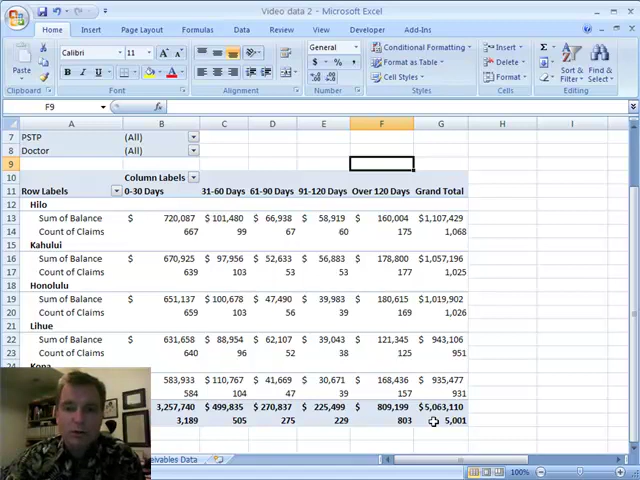 Video data 2 - Microsoft Excel
Home Insert Page Layout Formulas Data Review View Developer Add-Ins
Calibri 11 General Conditional Formatting Insert Σ
Paste B I U A $ % , Format as Table Delete Sort & Filter Find & Select
Cell Styles Format
Clipboard Font Alignment Number Styles Cells Editing
F9 fx
A B C D E F G H I
7 PSTP (All)
8 Doctor (All)
9
10 Column Labels
11 Row Labels 0-30 Days 31-60 Days 61-90 Days 91-120 Days Over 120 Days Grand Total
12 Hilo
13 Sum of Balance $ 720,087 $ 101,480 $ 66,938 $ 58,919 $ 160,004 $ 1,107,429
14 Count of Claims 667 99 67 60 175 1,068
15 Kahului
16 Sum of Balance $ 670,925 $ 97,956 $ 52,633 $ 56,883 $ 178,800 $ 1,057,196
17 Count of Claims 639 103 53 53 177 1,025
18 Honolulu
19 Sum of Balance $ 651,137 $ 100,678 $ 47,490 $ 39,983 $ 180,615 $ 1,019,902
20 Count of Claims 659 103 56 39 169 1,026
21 Lihue
22 Sum of Balance $ 631,658 $ 88,954 $ 62,107 $ 39,043 $ 121,345 $ 943,106
23 Count of Claims 640 96 52 38 125 951
24 Kona
583,933 $ 110,767 $ 41,669 $ 30,671 $ 168,436 $ 935,477
584 104 47 39 157 931
3,257,740 $ 499,835 $ 270,837 $ 225,499 $ 809,199 $ 5,063,110
3,189 505 275 229 803 5,001
ceivables Data
100%